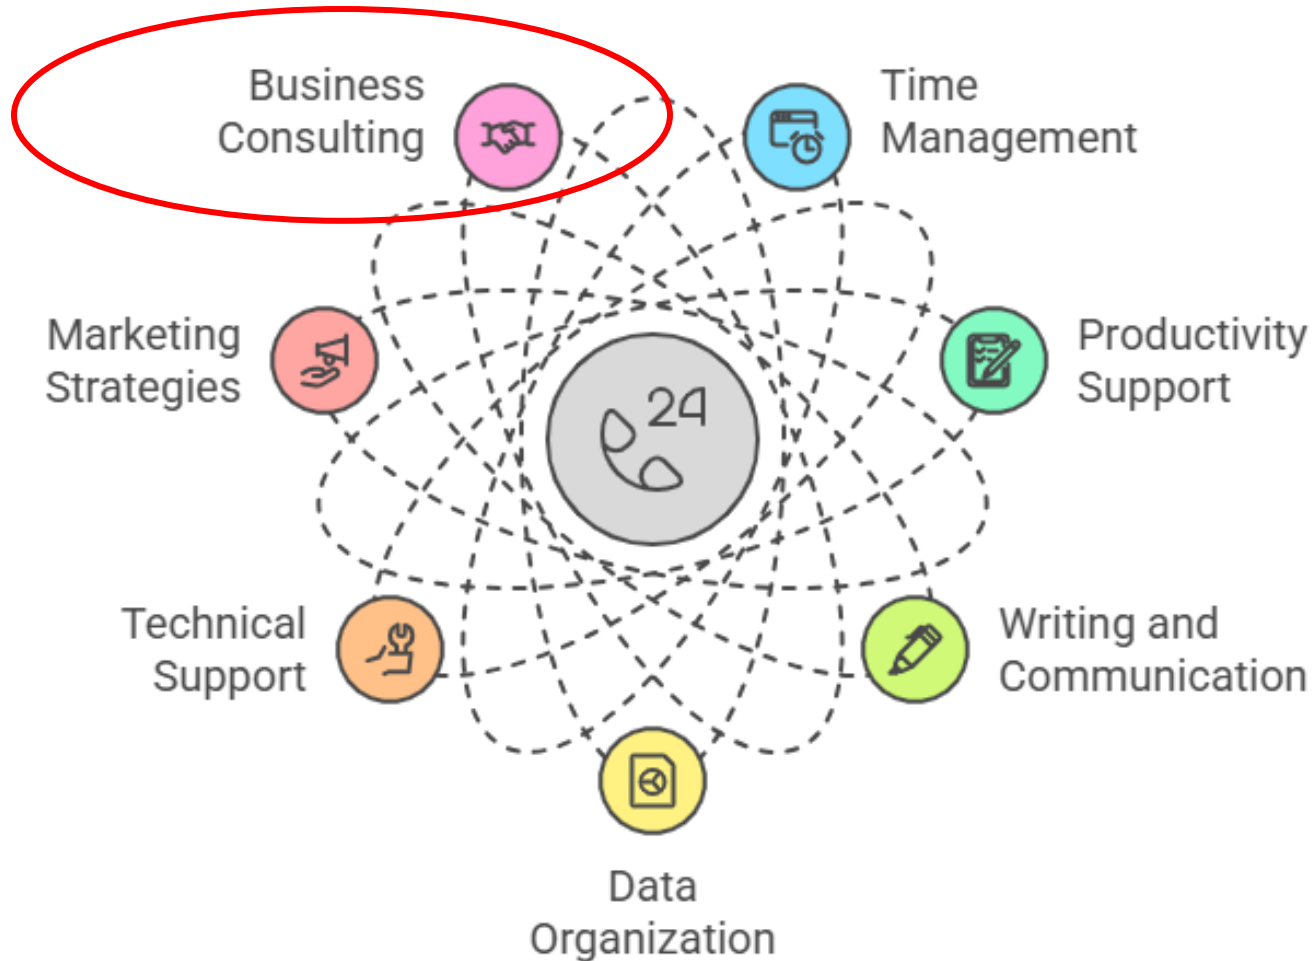 Business
Consulting
Time
Management
Marketing
Strategies
24
Productivity
Support
Technical
Support
Writing and
Communication
Data
Organization